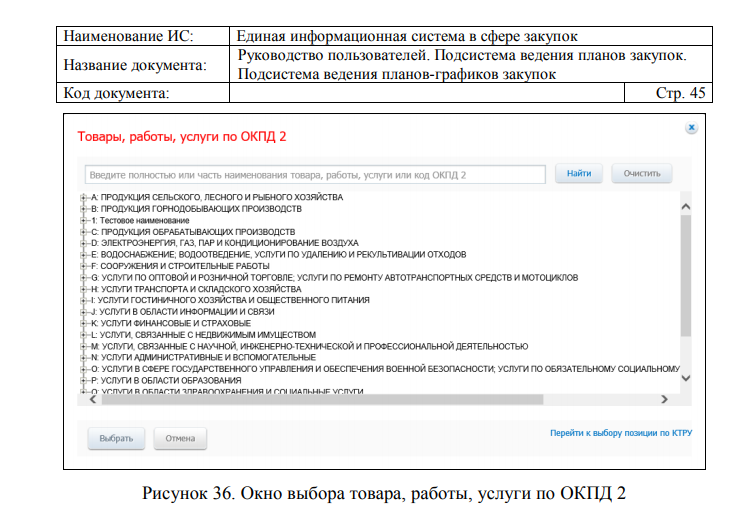 Наименование ИС: Единая информационная система в сфере закупок
Название документа: Руководство пользователей. Подсистема ведения планов закупок.
Подсистема ведения планов-графиков закупок
Код документа: Стр. 45
Товары, работы, услуги по ОКПД 2
Введите полностью или часть наименования товара, работы, услуги или код ОКПД 2 Найти Очистить
A: ПРОДУКЦИЯ СЕЛЬСКОГО, ЛЕСНОГО И РЫБНОГО ХОЗЯЙСТВА
B: ПРОДУКЦИЯ ГОРНОДОБЫВАЮЩИХ ПРОИЗВОДСТВ
1: Тестовое наименование
C: ПРОДУКЦИЯ ОБРАБАТЫВАЮЩИХ ПРОИЗВОДСТВ
D: ЭЛЕКТРОЭНЕРГИЯ, ГАЗ, ПАР И КОНДИЦИОНИРОВАНИЕ ВОЗДУХА
E: ВОДОСНАБЖЕНИЕ; ВОДООТВЕДЕНИЕ, УСЛУГИ ПО УДАЛЕНИЮ И РЕКУЛЬТИВАЦИИ ОТХОДОВ
F: СООРУЖЕНИЯ И СТРОИТЕЛЬНЫЕ РАБОТЫ
G: УСЛУГИ ПО ОПТОВОЙ И РОЗНИЧНОЙ ТОРГОВЛЕ; УСЛУГИ ПО РЕМОНТУ АВТОТРАНСПОРТНЫХ СРЕДСТВ И МОТОЦИКЛОВ
H: УСЛУГИ ТРАНСПОРТА И СКЛАДСКОГО ХОЗЯЙСТВА
I: УСЛУГИ ГОСТИНИЧНОГО ХОЗЯЙСТВА И ОБЩЕСТВЕННОГО ПИТАНИЯ
J: УСЛУГИ В ОБЛАСТИ ИНФОРМАЦИИ И СВЯЗИ
K: УСЛУГИ ФИНАНСОВЫЕ И СТРАХОВЫЕ
L: УСЛУГИ, СВЯЗАННЫЕ С НЕДВИЖИМЫМ ИМУЩЕСТВОМ
M: УСЛУГИ, СВЯЗАННЫЕ С НАУЧНОЙ, ИНЖЕНЕРНО-ТЕХНИЧЕСКОЙ И ПРОФЕССИОНАЛЬНОЙ ДЕЯТЕЛЬНОСТЬЮ
N: УСЛУГИ АДМИНИСТРАТИВНЫЕ И ВСПОМОГАТЕЛЬНЫЕ
O: УСЛУГИ В СФЕРЕ ГОСУДАРСТВЕННОГО УПРАВЛЕНИЯ И ОБЕСПЕЧЕНИЯ ВОЕННОЙ БЕЗОПАСНОСТИ; УСЛУГИ ПО ОБЯЗАТЕЛЬНОМУ СОЦИАЛЬНОМУ
P: УСЛУГИ В ОБЛАСТИ ОБРАЗОВАНИЯ
Q: УСЛУГИ В ОБЛАСТИ ЗДРАВООХРАНЕНИЯ И СОЦИАЛЬНЫЕ УСЛУГИ
Выбрать Отмена Перейти к выбору позиции по КТРУ
Рисунок 36. Окно выбора товара, работы, услуги по ОКПД 2